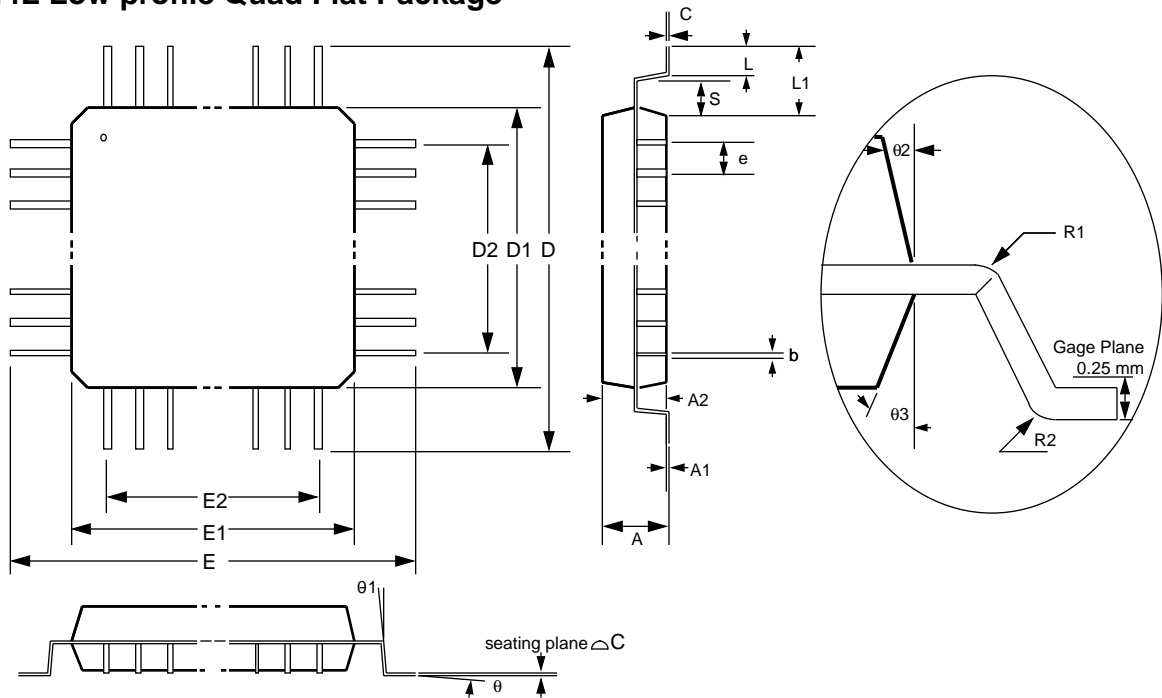 Low profile Quad Flat Package
C
L
L1
S
e
D2
D1
D
b
A2
A1
A
E2
E1
E
θ1
seating plane ⌓C
θ
θ2
R1
Gage Plane
0.25 mm
θ3
R2